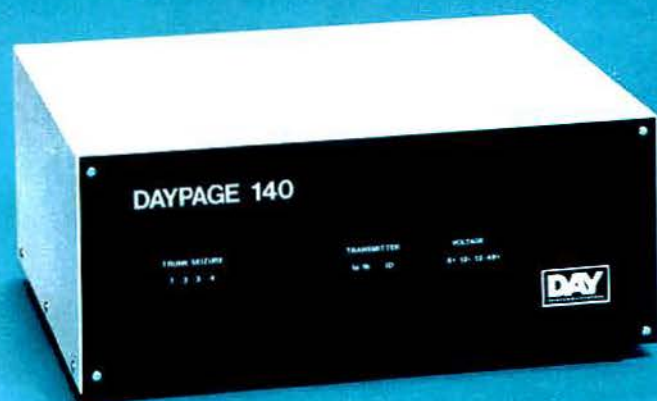 DAYPAGE 140
TRUNK SEIZURE
1 2 3 4
TRANSMITTER
VOLTAGE
DAY